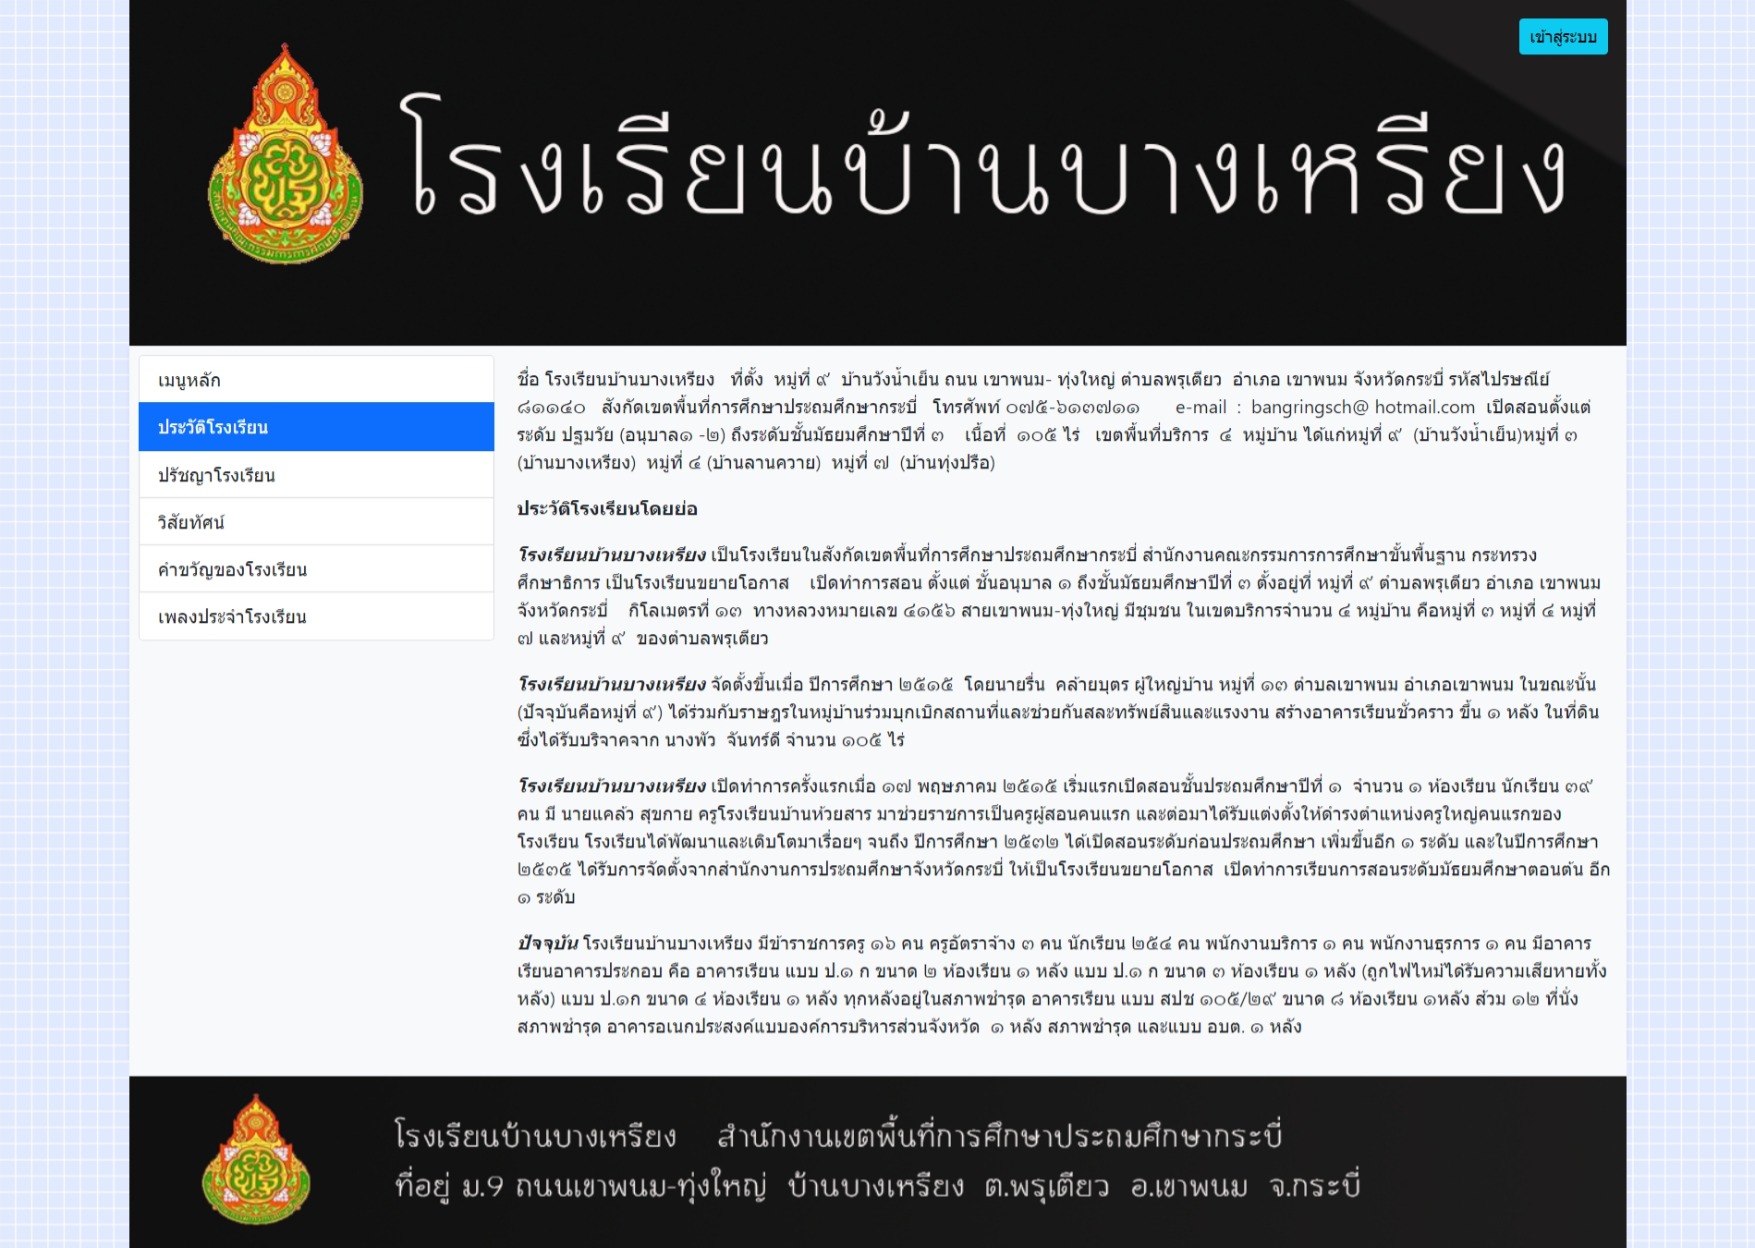 เข้าสู่ระบบ
โรงเรียนบ้านบางเหรียง
เมนูหลัก
ประวัติโรงเรียน
ปรัชญาโรงเรียน
วิสัยทัศน์
คำขวัญของโรงเรียน
เพลงประจำโรงเรียน
ชื่อ โรงเรียนบ้านบางเหรียง ที่ตั้ง หมู่ที่ ๙ บ้านวังน้ำเย็น ถนน เขาพนม- ทุ่งใหญ่ ตำบลพรุเตียว อำเภอ เขาพนม จังหวัดกระบี่ รหัสไปรษณีย์
๘๑๑๔๐ สังกัดเขตพื้นที่การศึกษาประถมศึกษากระบี่ โทรศัพท์ ๐๗๕-๖๑๓๗๑๑ e-mail : bangringsch@ hotmail.com เปิดสอนตั้งแต่
ระดับ ปฐมวัย (อนุบาล๑ -๒) ถึงระดับชั้นมัธยมศึกษาปีที่ ๓ เนื้อที่ ๑๐๕ ไร่ เขตพื้นที่บริการ ๔ หมู่บ้าน ได้แก่หมู่ที่ ๙ (บ้านวังน้ำเย็น)หมู่ที่ ๓
(บ้านบางเหรียง) หมู่ที่ ๔ (บ้านลานควาย) หมู่ที่ ๗ (บ้านทุ่งปรือ)
ประวัติโรงเรียนโดยย่อ
โรงเรียนบ้านบางเหรียง เป็นโรงเรียนในสังกัดเขตพื้นที่การศึกษาประถมศึกษากระบี่ สำนักงานคณะกรรมการการศึกษาขั้นพื้นฐาน กระทรวง
ศึกษาธิการ เป็นโรงเรียนขยายโอกาส เปิดทำการสอน ตั้งแต่ ชั้นอนุบาล ๑ ถึงชั้นมัธยมศึกษาปีที่ ๓ ตั้งอยู่ที่ หมู่ที่ ๙ ตำบลพรุเตียว อำเภอ เขาพนม
จังหวัดกระบี่ กิโลเมตรที่ ๑๓ ทางหลวงหมายเลข ๔๑๕๖ สายเขาพนม-ทุ่งใหญ่ มีชุมชน ในเขตบริการจำนวน ๔ หมู่บ้าน คือหมู่ที่ ๓ หมู่ที่ ๔ หมู่ที่
๗ และหมู่ที่ ๙ ของตำบลพรุเตียว
โรงเรียนบ้านบางเหรียง จัดตั้งขึ้นเมื่อ ปีการศึกษา ๒๕๑๕ โดยนายรื่น คล้ายบุตร ผู้ใหญ่บ้าน หมู่ที่ ๑๓ ตำบลเขาพนม อำเภอเขาพนม ในขณะนั้น
(ปัจจุบันคือหมู่ที่ ๙) ได้ร่วมกับราษฎรในหมู่บ้านร่วมบุกเบิกสถานที่และช่วยกันสละทรัพย์สินและแรงงาน สร้างอาคารเรียนชั่วคราว ขึ้น ๑ หลัง ในที่ดิน
ซึ่งได้รับบริจาคจาก นางพัว จันทร์ดี จำนวน ๑๐๕ ไร่
โรงเรียนบ้านบางเหรียง เปิดทำการครั้งแรกเมื่อ ๑๗ พฤษภาคม ๒๕๑๕ เริ่มแรกเปิดสอนชั้นประถมศึกษาปีที่ ๑ จำนวน ๑ ห้องเรียน นักเรียน ๓๙
คน มี นายแคล้ว สุขกาย ครูโรงเรียนบ้านห้วยสาร มาช่วยราชการเป็นครูผู้สอนคนแรก และต่อมาได้รับแต่งตั้งให้ดำรงตำแหน่งครูใหญ่คนแรกของ
โรงเรียน โรงเรียนได้พัฒนาและเติบโตมาเรื่อยๆ จนถึง ปีการศึกษา ๒๕๓๒ ได้เปิดสอนระดับก่อนประถมศึกษา เพิ่มขึ้นอีก ๑ ระดับ และในปีการศึกษา
๒๕๓๕ ได้รับการจัดตั้งจากสำนักงานการประถมศึกษาจังหวัดกระบี่ ให้เป็นโรงเรียนขยายโอกาส เปิดทำการเรียนการสอนระดับมัธยมศึกษาตอนต้น อีก
๑ ระดับ
ปัจจุบัน โรงเรียนบ้านบางเหรียง มีข้าราชการครู ๑๖ คน ครูอัตราจ้าง ๓ คน นักเรียน ๒๕๔ คน พนักงานบริการ ๑ คน พนักงานธุรการ ๑ คน มีอาคาร
เรียนอาคารประกอบ คือ อาคารเรียน แบบ ป.๑ ก ขนาด ๒ ห้องเรียน ๑ หลัง แบบ ป.๑ ก ขนาด ๓ ห้องเรียน ๑ หลัง (ถูกไฟไหม้ได้รับความเสียหายทั้ง
หลัง) แบบ ป.๑ก ขนาด ๔ ห้องเรียน ๑ หลัง ทุกหลังอยู่ในสภาพชำรุด อาคารเรียน แบบ สปช ๑๐๕/๒๙ ขนาด ๘ ห้องเรียน ๑หลัง ส้วม ๑๒ ที่นั่ง
สภาพชำรุด อาคารอเนกประสงค์แบบองค์การบริหารส่วนจังหวัด ๑ หลัง สภาพชำรุด และแบบ อบต. ๑ หลัง
โรงเรียนบ้านบางเหรียง สำนักงานเขตพื้นที่การศึกษาประถมศึกษากระบี่
ที่อยู่ ม.9 ถนนเขาพนม-ทุ่งใหญ่ บ้านบางเหรียง ต.พรุเตียว อ.เขาพนม จ.กระบี่